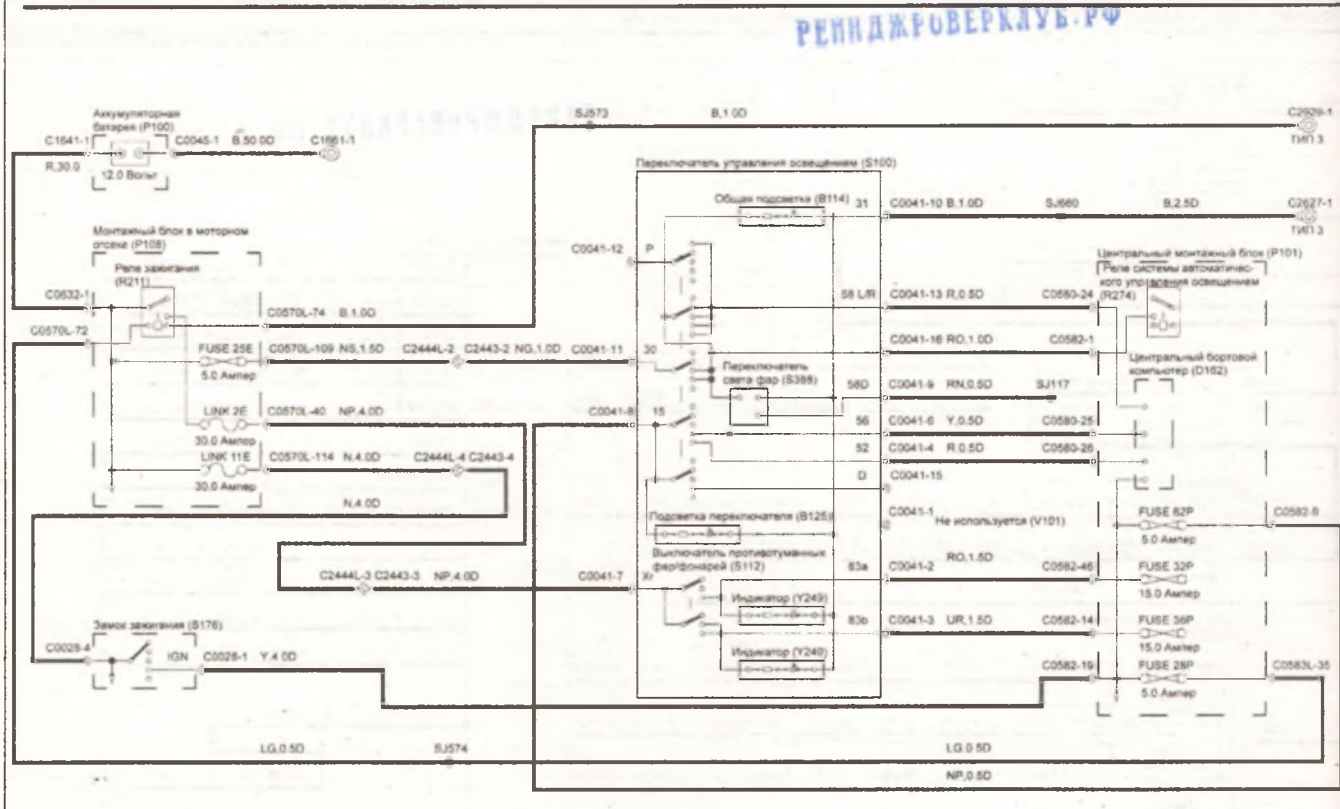 РЕНДЖРОВЕРКЛУБ.РФ
SJ573
B,1.0D
C2929-1
ТИП 3
Аккумуляторная
батарея (P100)
C1641-1
C0045-1 B,50.0D
C1661-1
R,30.0
12.0 Вольт
Переключатель управления освещением (S100)
Общая подсветка (B114)
31
C0041-10 B,1.0D
SJ680
B,2.5D
C2627-1
ТИП 3
Монтажный блок в моторном
отсеке (P108)
Реле зажигания
(R211)
C0632-1
C0570L-72
C0570L-74 B,1.0D
C0041-12
P
Центральный монтажный блок (P101)
Реле системы автоматичес-
кого управления освещением
(R274)
58 L/R
C0041-13 R,0.5D
C0580-24
C0041-16 RO,1.0D
C0582-1
FUSE 25E
5.0 Ампер
C0570L-109 NS,1.5D
C2444L-2
C2443-2 NG,1.0D
C0041-11
30
Переключатель
света фар (S388)
Центральный бортовой
компьютер (D162)
58D
C0041-9 RN,0.5D
SJ117
LINK 2E
30.0 Ампер
C0570L-40 NP,4.0D
C0041-8
15
56
C0041-6 Y,0.5D
C0580-25
52
C0041-4 R,0.5D
C0580-26
LINK 11E
30.0 Ампер
C0570L-114 N,4.0D
C2444L-4 C2443-4
D
C0041-15
N,4.0D
C0041-1
Не используется (V101)
Подсветка переключателя (B125)
FUSE 62P
5.0 Ампер
C0582-9
Выключатель противотуманных
фар/фонарей (S112)
RO,1.5D
C2444L-3 C2443-3 NP,4.0D
C0041-7
Xr
83a
C0041-2
C0582-46
FUSE 32P
15.0 Ампер
Индикатор (Y249)
83b
C0041-3 UR,1.5D
C0582-14
FUSE 36P
15.0 Ампер
Индикатор (Y240)
Замок зажигания (S176)
C0028-4
IGN
C0028-1 Y,4.0D
C0582-19
FUSE 28P
5.0 Ампер
C0583L-35
LG,0.5D
SJ574
LG,0.5D
NP,0.5D